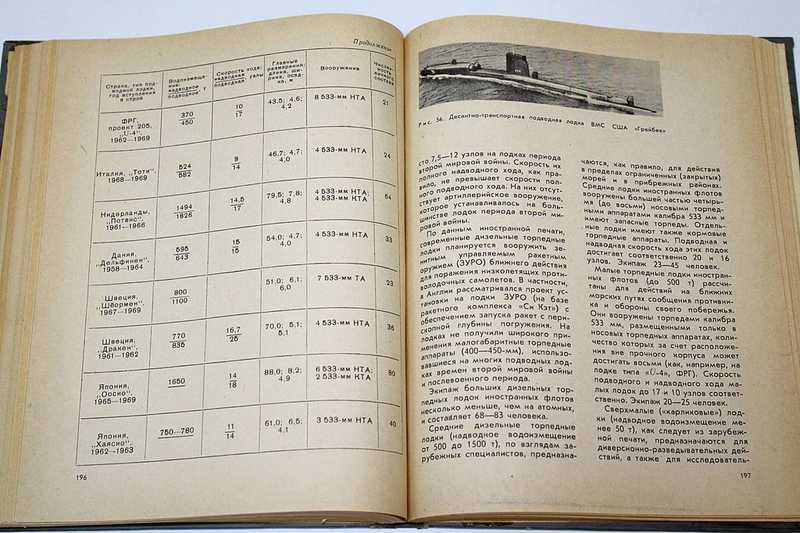 Продолжение
Страна, тип под-
водной лодки,
год вступления
в строй
Водоизмеще-
ние:
надводное
подводное, т
Скорость хода:
надводная
подводная, узлы
Главные
размерения:
длина, ши-
рина, осад-
ка, м
Вооружение
Числен-
ность
личного
состава
ФРГ,
проект 205,
„U-4“,
1962—1969
370
450
10
17
43,5; 4,6;
4,2
8 533-мм НТА
21
Италия, „Тоти“,
1968—1969
524
582
9
14
46,7; 4,7;
4,0
4 533-мм НТА
24
Нидерланды,
„Потвис“,
1961—1966
1494
1826
14,5
17
79,5; 7,8;
4,8
4 533-мм НТА;
4 533-мм КТА
64
Дания,
„Дельфинен“,
1958—1964
595
643
15
15
54,0; 4,7;
4,0
4 533-мм НТА
33
Швеция,
„Шбормен“,
1967—1969
800
1100
51,0; 6,1;
6,0
7 533-мм ТА
23
Швеция,
„Дракен“,
1961—1962
770
835
16,7
25
70,0; 5,1;
5,1
4 533-мм НТА
36
Япония,
„Оосио“,
1965—1969
1650
14
18
88,0; 8,2;
4,9
6 533-мм НТА
2 533-мм КТА
80
Япония,
„Хаясио“,
1962—1963
750—780
11
14
61,0; 6,5;
4,1
3 533-мм НТА
40
196
Рис. 56. Десантно-транспортная подводная лодка ВМС США «Грейбек»
сто 7,5—12 узлов на лодках периода
второй мировой войны. Скорость их
полного надводного хода, как пра-
вило, не превышает скорости пол-
ного подводного хода. На них отсут-
ствует артиллерийское вооружение,
которое устанавливалось на боль-
шинстве лодок периода второй ми-
ровой войны.
По данным иностранной печати,
современные дизельные торпедные
лодки планируется вооружить зе-
нитным управляемым ракетным
оружием (ЗУРО) ближнего действия
для поражения низколетящих проти-
володочных самолетов. В частности,
в Англии рассматривался проект ус-
тановки на лодки ЗУРО (на базе
ракетного комплекса «Си Кэт») с
обеспечением запуска ракет с перис-
копной глубины погружения. На
лодках не получили широкого при-
менения малогабаритные торпедные
аппараты (400—450-мм), использо-
вавшиеся на многих подводных лод-
ках времен второй мировой войны
и послевоенного периода.
Экипаж больших дизельных тор-
педных лодок иностранных флотов
несколько меньше, чем на атомных,
и составляет 68—83 человека.
Средние дизельные торпедные
лодки (надводное водоизмещение
от 500 до 1500 т), по взглядам за-
рубежных специалистов, предназна-
чаются, как правило, для действия
в пределах ограниченных (закрытых)
морей и в прибрежных районах.
Средние лодки иностранных флотов
вооружены большей частью четырь-
мя (до восьми) носовыми торпед-
ными аппаратами калибра 533 мм и
имеют запасные торпеды. Отдель-
ные лодки имеют также кормовые
торпедные аппараты. Подводная и
надводная скорость хода этих лодок
достигает соответственно 20 и 16
узлов. Экипаж 23—45 человек.
Малые торпедные лодки иностран-
ных флотов (до 500 т) рассчи-
таны для действий на ближних
морских путях сообщения противни-
ка и обороны своего побережья.
Они вооружены торпедами калибра
533 мм, размещенными только в
носовых торпедных аппаратах, коли-
чество которых за счет расположе-
ния вне прочного корпуса может
достигать восьми (как, например, на
лодке типа «U-4», ФРГ). Скорость
подводного и надводного хода ма-
лых лодок до 17 и 10 узлов соответ-
ственно. Экипаж 20—25 человек.
Сверхмалые («карликовые») лод-
ки (надводное водоизмещение ме-
нее 50 т), как следует из зарубеж-
ной печати, предназначаются для
диверсионно-разведывательных дей-
ствий, а также для исследователь-
197